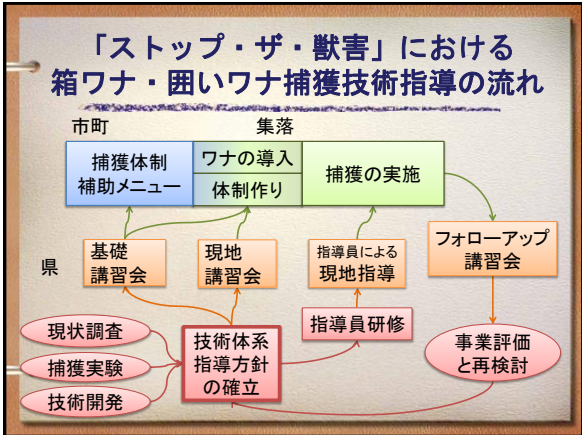 「ストップ・ザ・獣害」における
箱ワナ・囲いワナ捕獲技術指導の流れ
市町
集落
捕獲体制
補助メニュー
ワナの導入
体制作り
捕獲の実施
県
基礎
講習会
現地
講習会
指導員による
現地指導
フォローアップ
講習会
現状調査
捕獲実験
技術開発
技術体系
指導方針
の確立
指導員研修
事業評価
と再検討